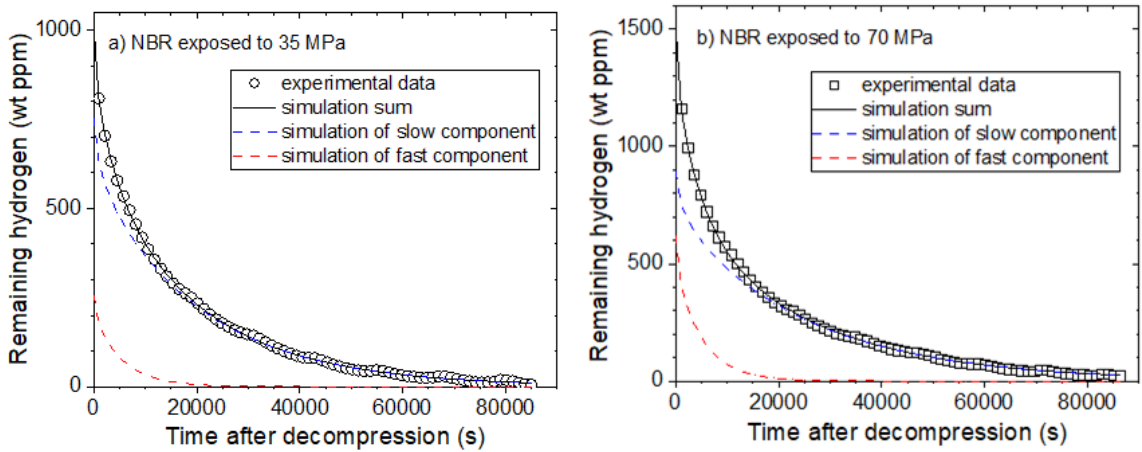 a) NBR exposed to 35 MPa
experimental data
simulation sum
simulation of slow component
simulation of fast component
Remaining hydrogen (wt ppm)
1000
500
0
0 20000 40000 60000 80000
Time after decompression (s)
b) NBR exposed to 70 MPa
experimental data
simulation sum
simulation of slow component
simulation of fast component
Remaining hydrogen (wt ppm)
1500
1000
500
0
0 20000 40000 60000 80000
Time after decompression (s)